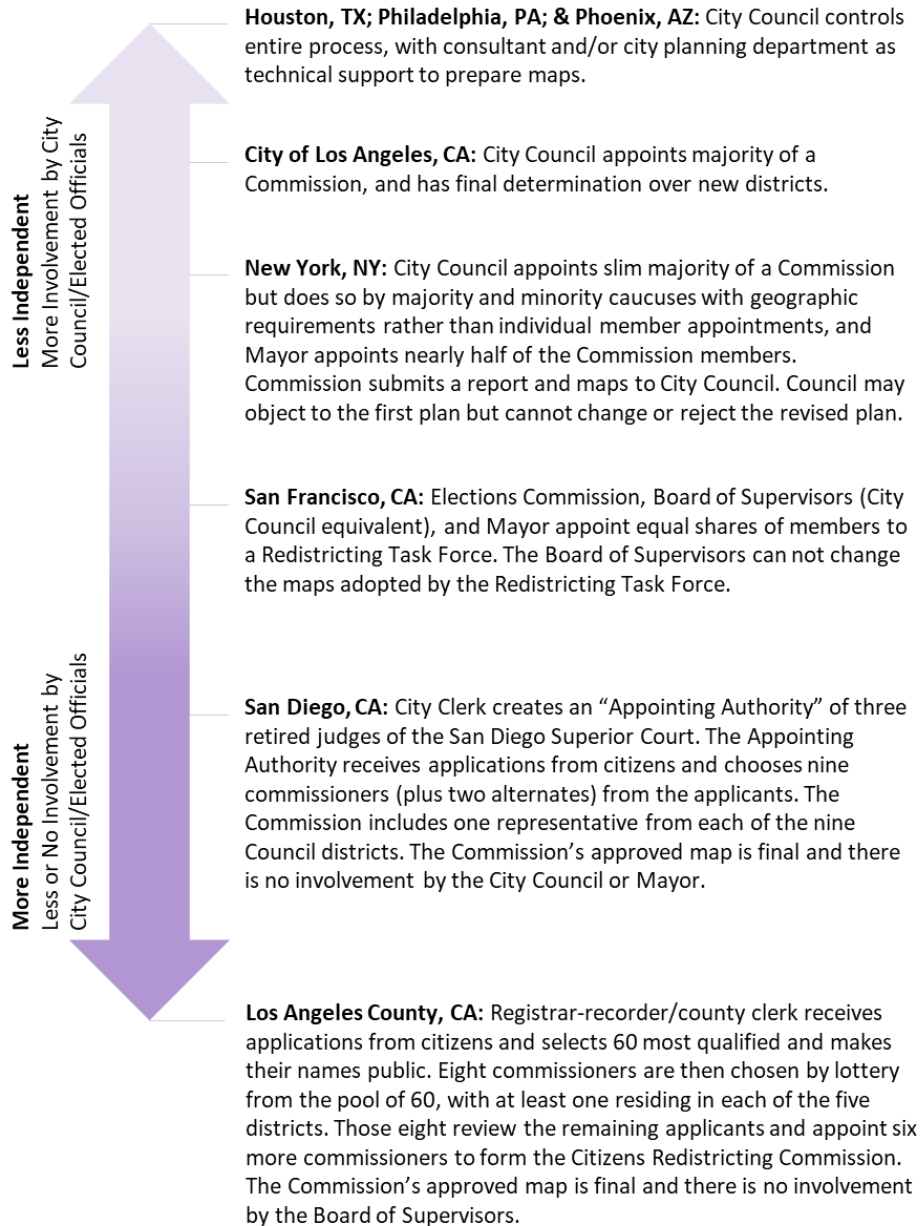 Houston, TX; Philadelphia, PA; & Phoenix, AZ: City Council controls
entire process, with consultant and/or city planning department as
technical support to prepare maps.
Less Independent
More Involvement by City
Council/Elected Officials
City of Los Angeles, CA: City Council appoints majority of a
Commission, and has final determination over new districts.
New York, NY: City Council appoints slim majority of a Commission
but does so by majority and minority caucuses with geographic
requirements rather than individual member appointments, and
Mayor appoints nearly half of the Commission members.
Commission submits a report and maps to City Council. Council may
object to the first plan but cannot change or reject the revised plan.
San Francisco, CA: Elections Commission, Board of Supervisors (City
Council equivalent), and Mayor appoint equal shares of members to
a Redistricting Task Force. The Board of Supervisors can not change
the maps adopted by the Redistricting Task Force.
More Independent
Less or No Involvement by
City Council/Elected Officials
San Diego, CA: City Clerk creates an “Appointing Authority” of three
retired judges of the San Diego Superior Court. The Appointing
Authority receives applications from citizens and chooses nine
commissioners (plus two alternates) from the applicants. The
Commission includes one representative from each of the nine
Council districts. The Commission’s approved map is final and there
is no involvement by the City Council or Mayor.
Los Angeles County, CA: Registrar-recorder/county clerk receives
applications from citizens and selects 60 most qualified and makes
their names public. Eight commissioners are then chosen by lottery
from the pool of 60, with at least one residing in each of the five
districts. Those eight review the remaining applicants and appoint six
more commissioners to form the Citizens Redistricting Commission.
The Commission’s approved map is final and there is no involvement
by the Board of Supervisors.